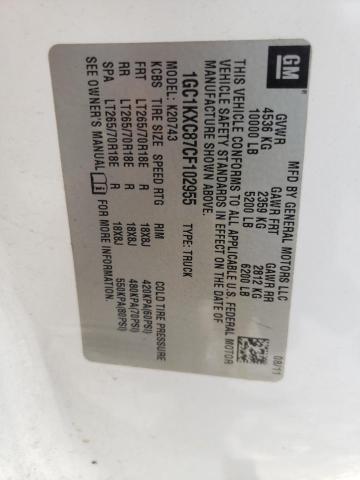 GM
MFD BY GENERAL MOTORS LLC
08/11
GVWR GAWR FRT GAWR RR
4536 KG 2359 KG 2812 KG
10000 LB 5200 LB 6200 LB
THIS VEHICLE CONFORMS TO ALL APPLICABLE U.S. FEDERAL MOTOR
VEHICLE SAFETY STANDARDS IN EFFECT ON THE DATE OF
MANUFACTURE SHOWN ABOVE.
1GC1KXC87CF102955 TYPE: TRUCK
MODEL: K20743
KCBS TIRE SIZE SPEED RTG RIM COLD TIRE PRESSURE
FRT LT265/70R18E R 18X8J 420KPA(60PSI)
RR LT265/70R18E R 18X8J 480KPA(70PSI)
SPA LT265/70R18E R 18X8J 550KPA(80PSI)
SEE OWNER'S MANUAL FOR MORE INFORMATION.